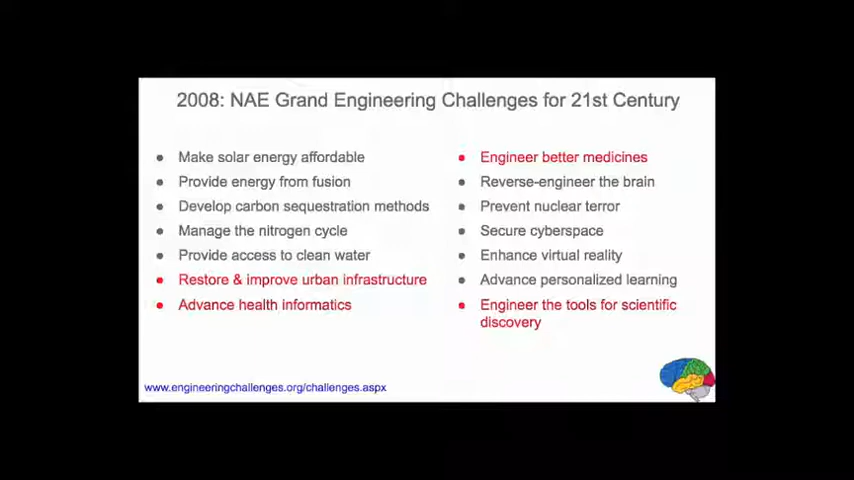 2008: NAE Grand Engineering Challenges for 21st Century
Make solar energy affordable
Provide energy from fusion
Develop carbon sequestration methods
Manage the nitrogen cycle
Provide access to clean water
Restore & improve urban infrastructure
Advance health informatics
Engineer better medicines
Reverse-engineer the brain
Prevent nuclear terror
Secure cyberspace
Enhance virtual reality
Advance personalized learning
Engineer the tools for scientific
discovery
www.engineeringchallenges.org/challenges.aspx